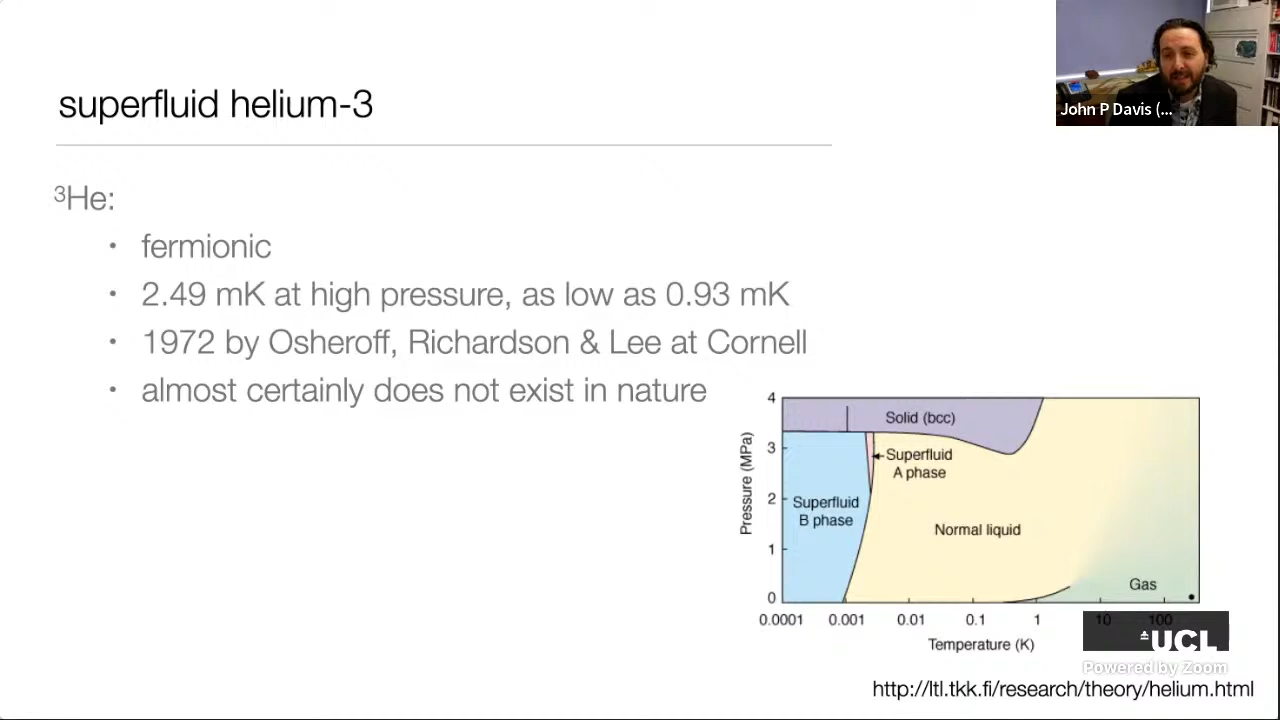 John P Davis (...
superfluid helium-3
³He:
• fermionic
• 2.49 mK at high pressure, as low as 0.93 mK
• 1972 by Osheroff, Richardson & Lee at Cornell
• almost certainly does not exist in nature
Pressure (MPa)
4
3
2
1
0
Solid (bcc)
Superfluid
A phase
Superfluid
B phase
Normal liquid
Gas
0.0001 0.001 0.01 0.1 1 10 100
Temperature (K)
UCL
Powered by Zoom
http://ltl.tkk.fi/research/theory/helium.html